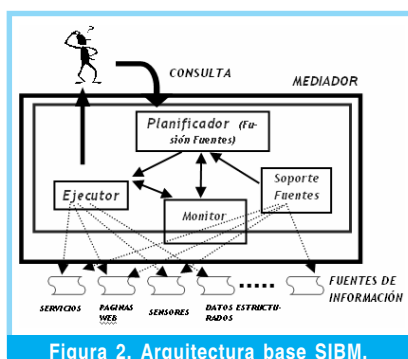 CONSULTA
MEDIADOR
Planificador (Fu-
sión Fuentes)
Ejecutor
Soporte
Fuentes
Monitor
SERVICIOS
PAGINAS
WEB
SENSORES
DATOS ESTRUCTU-
RADOS
FUENTES DE
INFORMACIÓN
Figura 2. Arquitectura base SIBM.